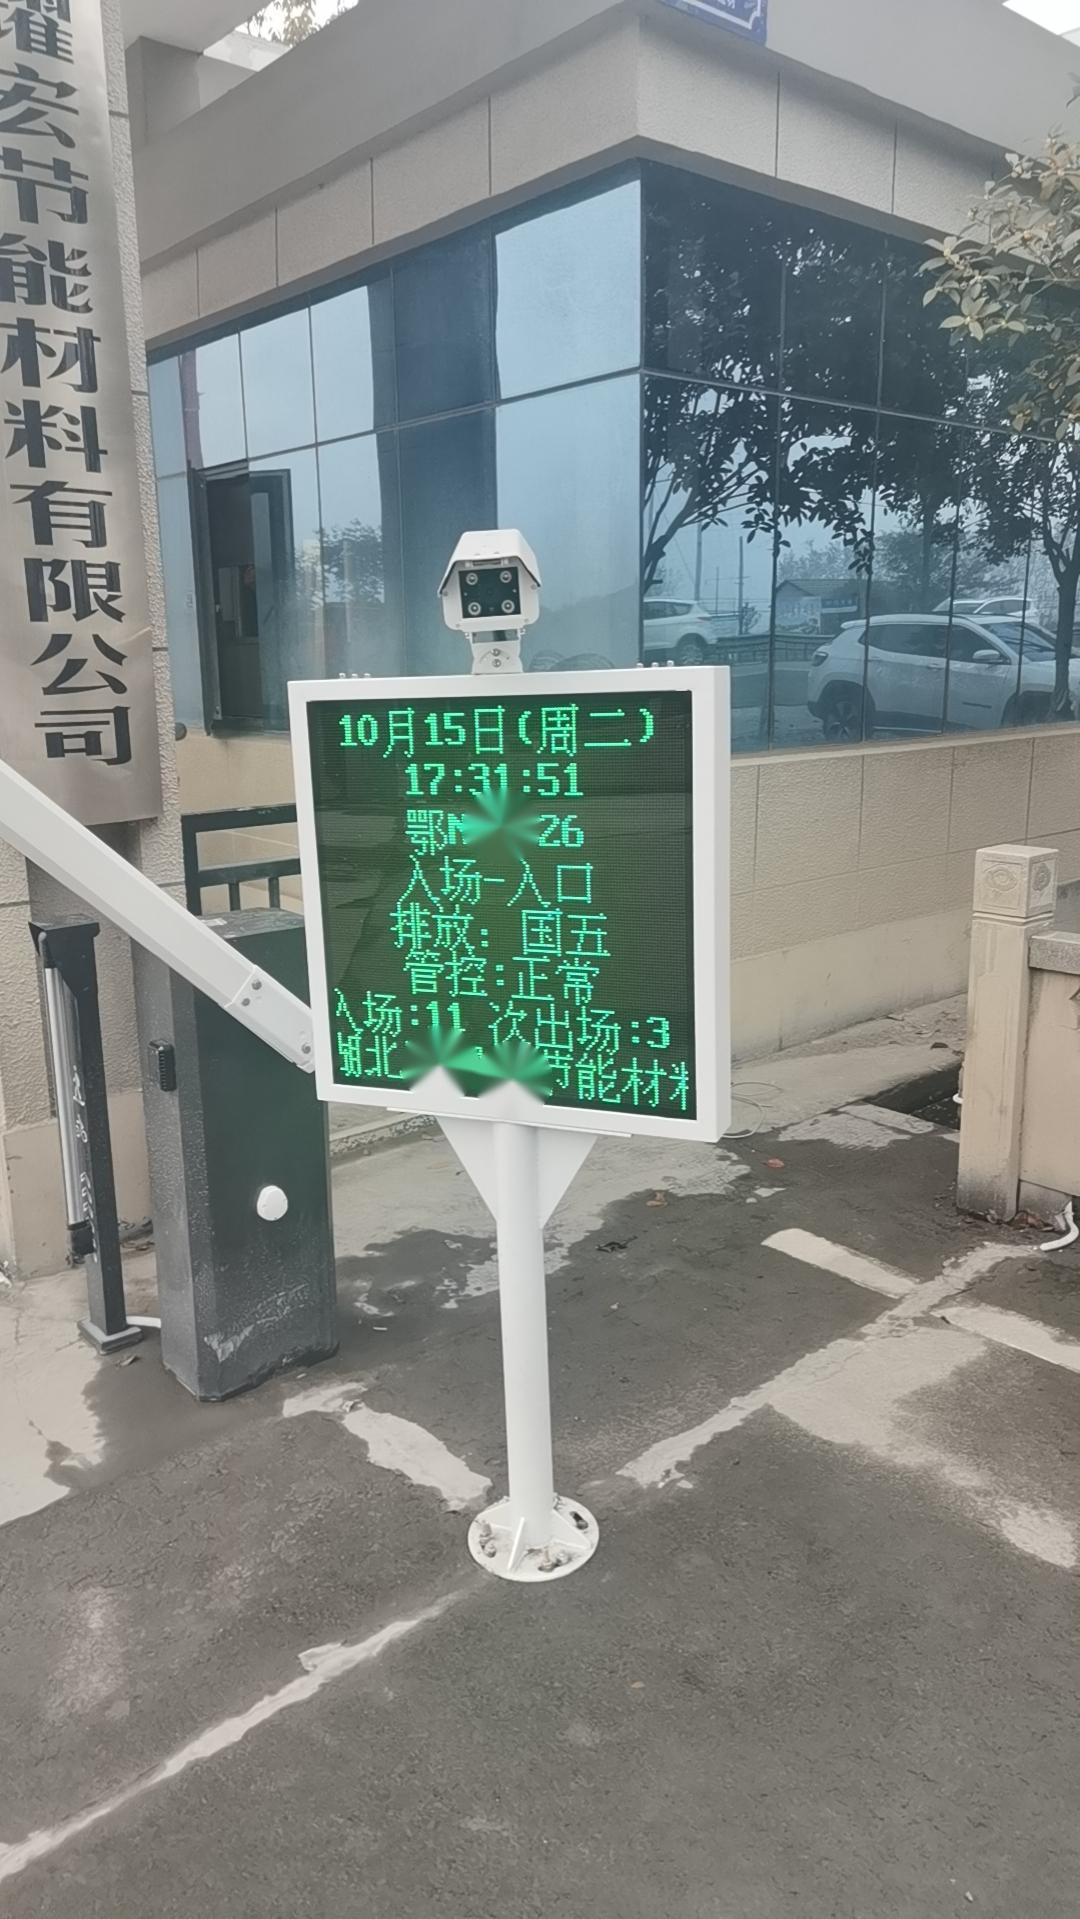 耀宏节能材料有限公司
10月15日(周二)
17:31:51
鄂N 26
入场-入口
排放: 国五
管控:正常
入场:11 次出场:3
湖北 节能材料